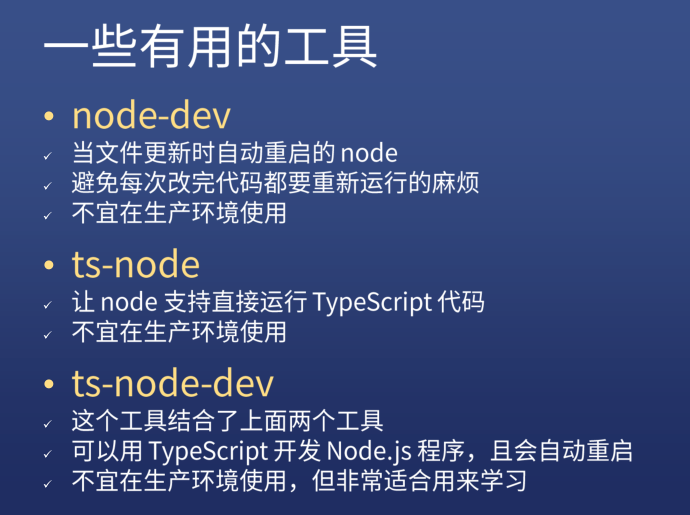 一些有用的工具
• node-dev
✓ 当文件更新时自动重启的 node
✓ 避免每次改完代码都要重新运行的麻烦
✓ 不宜在生产环境使用
• ts-node
✓ 让 node 支持直接运行 TypeScript 代码
✓ 不宜在生产环境使用
• ts-node-dev
✓ 这个工具结合了上面两个工具
✓ 可以用 TypeScript 开发 Node.js 程序，且会自动重启
✓ 不宜在生产环境使用，但非常适合用来学习